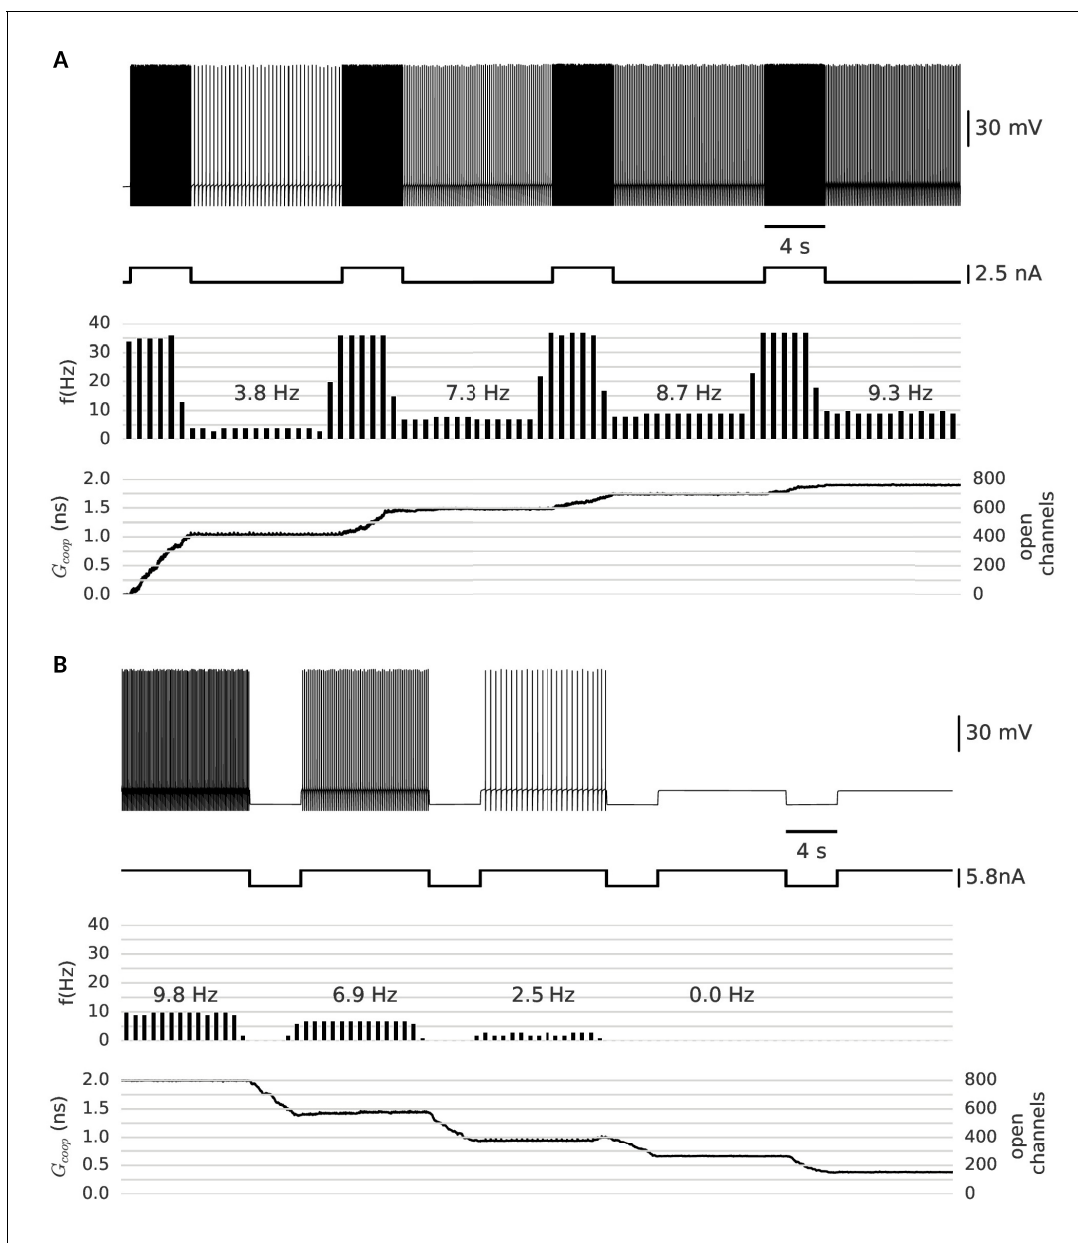 A
30 mV
4 s
2.5 nA
f(Hz)
40
30
20
10
0
3.8 Hz
7.3 Hz
8.7 Hz
9.3 Hz
G_coop (ns)
2.0
1.5
1.0
0.5
0.0
800
600
400
200
0
open
channels
B
30 mV
4 s
5.8nA
f(Hz)
40
30
20
10
0
9.8 Hz
6.9 Hz
2.5 Hz
0.0 Hz
G_coop (ns)
2.0
1.5
1.0
0.5
0.0
800
600
400
200
0
open
channels